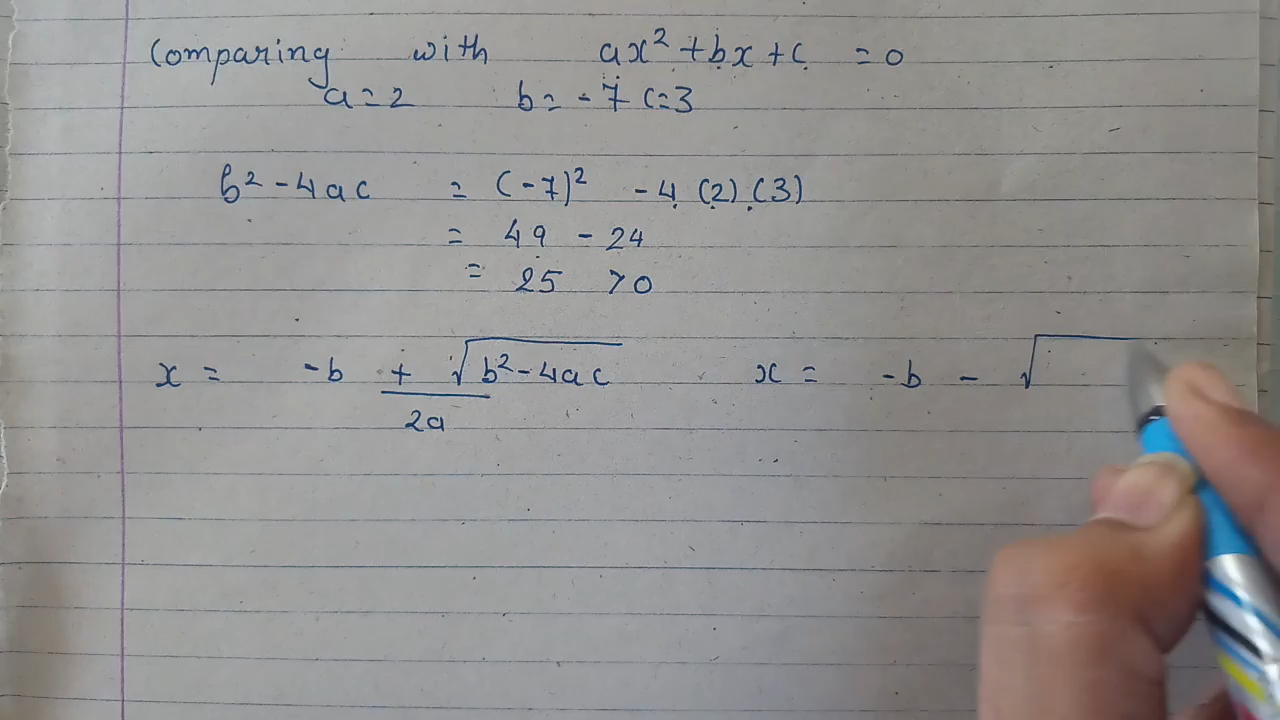 Comparing with ax² + bx + c = 0
a = 2 b = -7 c = 3
b² - 4ac = (-7)² - 4 (2) (3)
= 49 - 24
= 25 > 0
x = -b + √b² - 4ac x = -b - √
2a